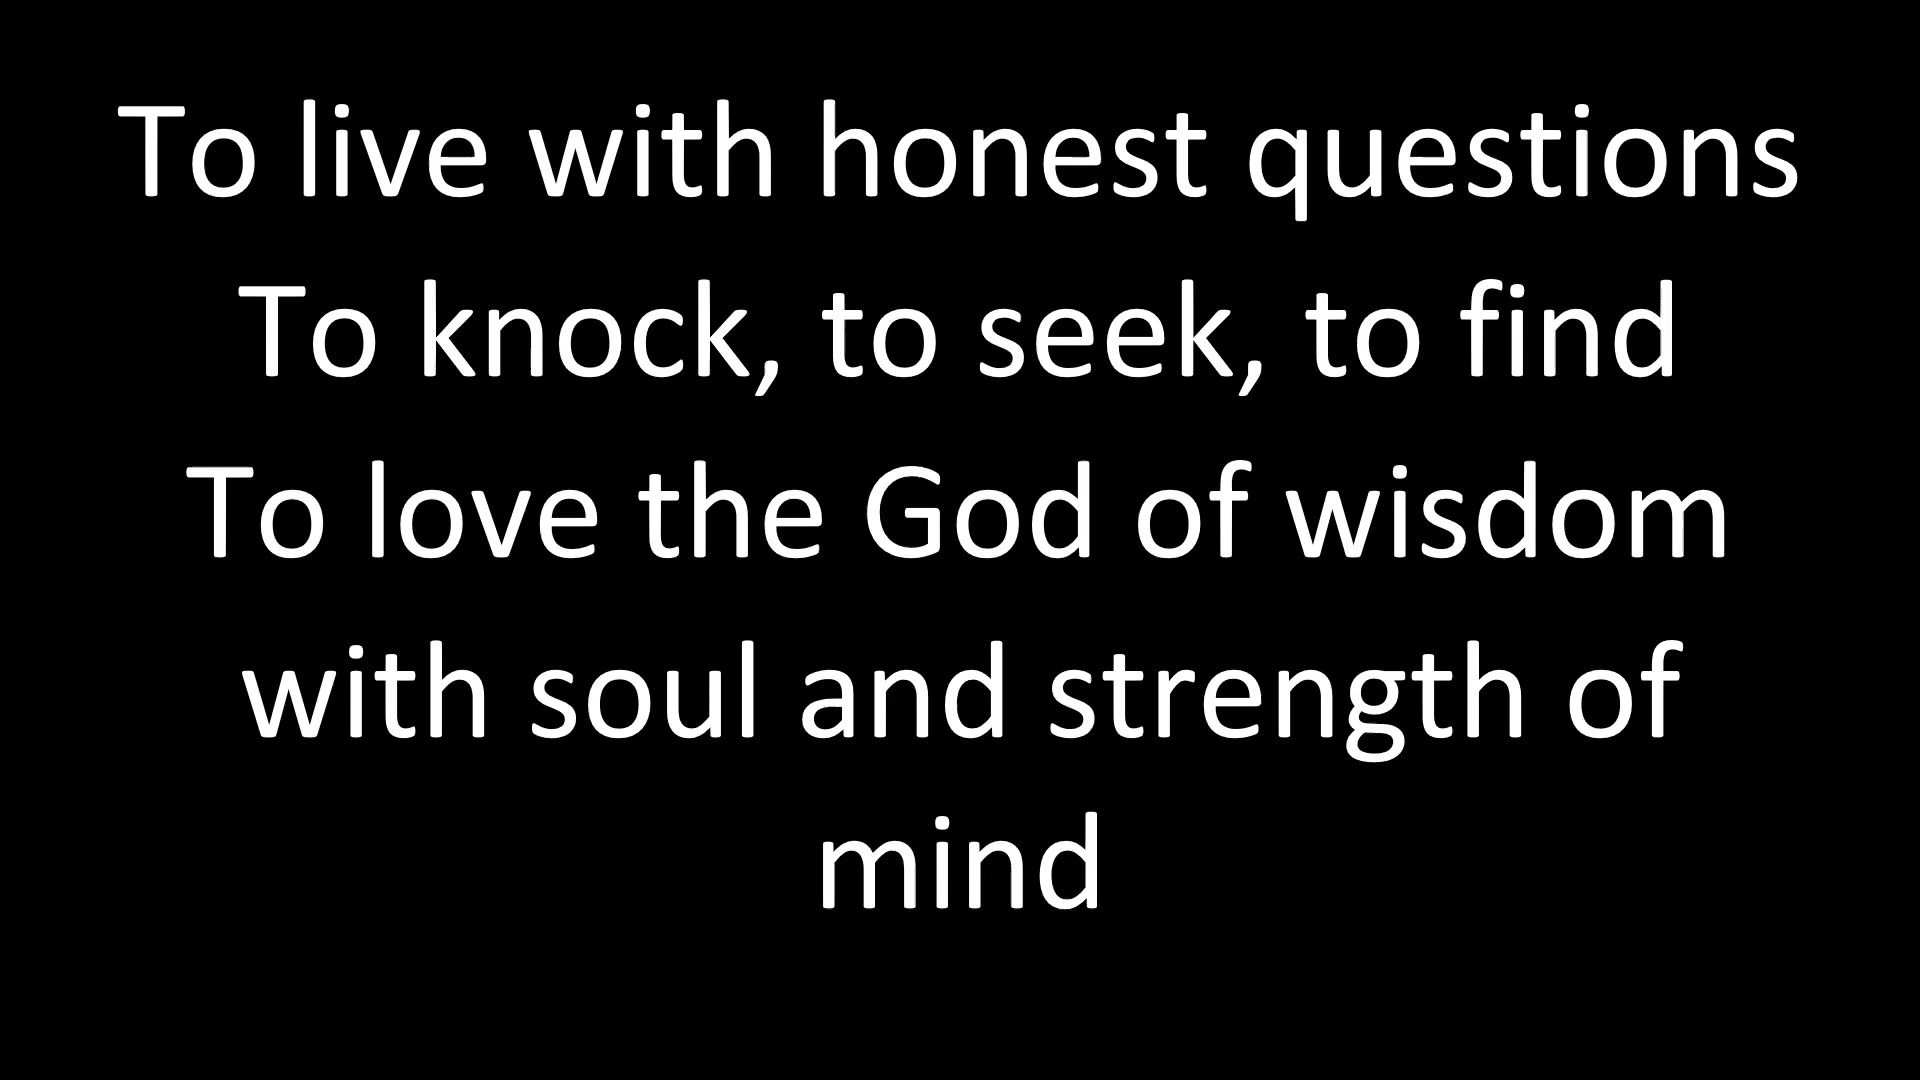 To live with honest questions
To knock, to seek, to find
To love the God of wisdom
with soul and strength of
mind